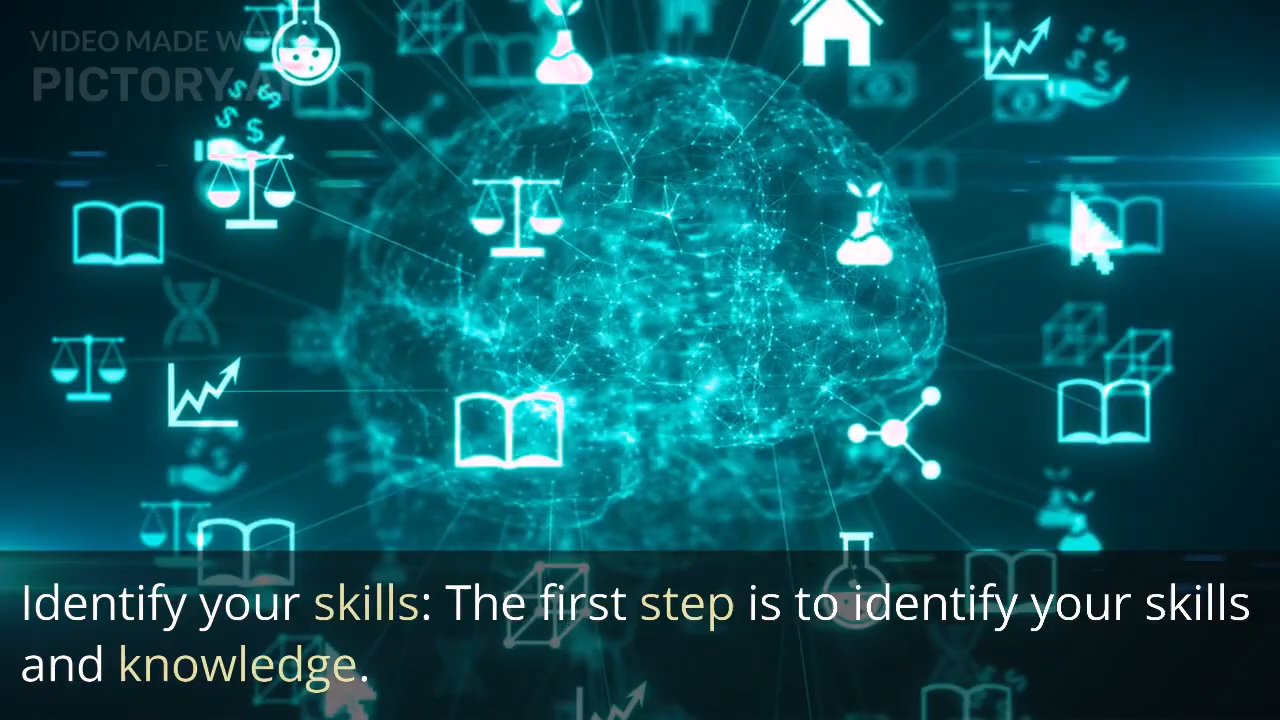 VIDEO MADE WITH
PICTORY.AI
Identify your skills: The first step is to identify your skills
and knowledge.